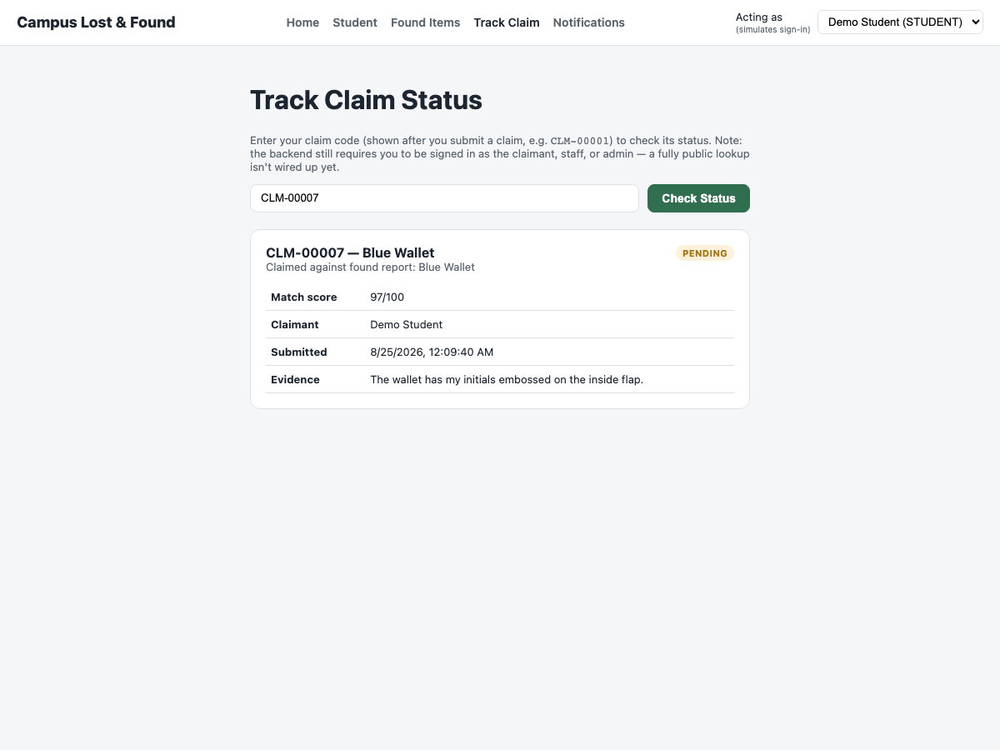 Campus Lost & Found
Home Student Found Items Track Claim Notifications
Acting as
(simulates sign-in)
Demo Student (STUDENT)
Track Claim Status
Enter your claim code (shown after you submit a claim, e.g. CLM-00001) to check its status. Note:
the backend still requires you to be signed in as the claimant, staff, or admin — a fully public lookup
isn't wired up yet.
CLM-00007
Check Status
CLM-00007 — Blue Wallet
PENDING
Claimed against found report: Blue Wallet
Match score 97/100
Claimant Demo Student
Submitted 8/25/2026, 12:09:40 AM
Evidence The wallet has my initials embossed on the inside flap.